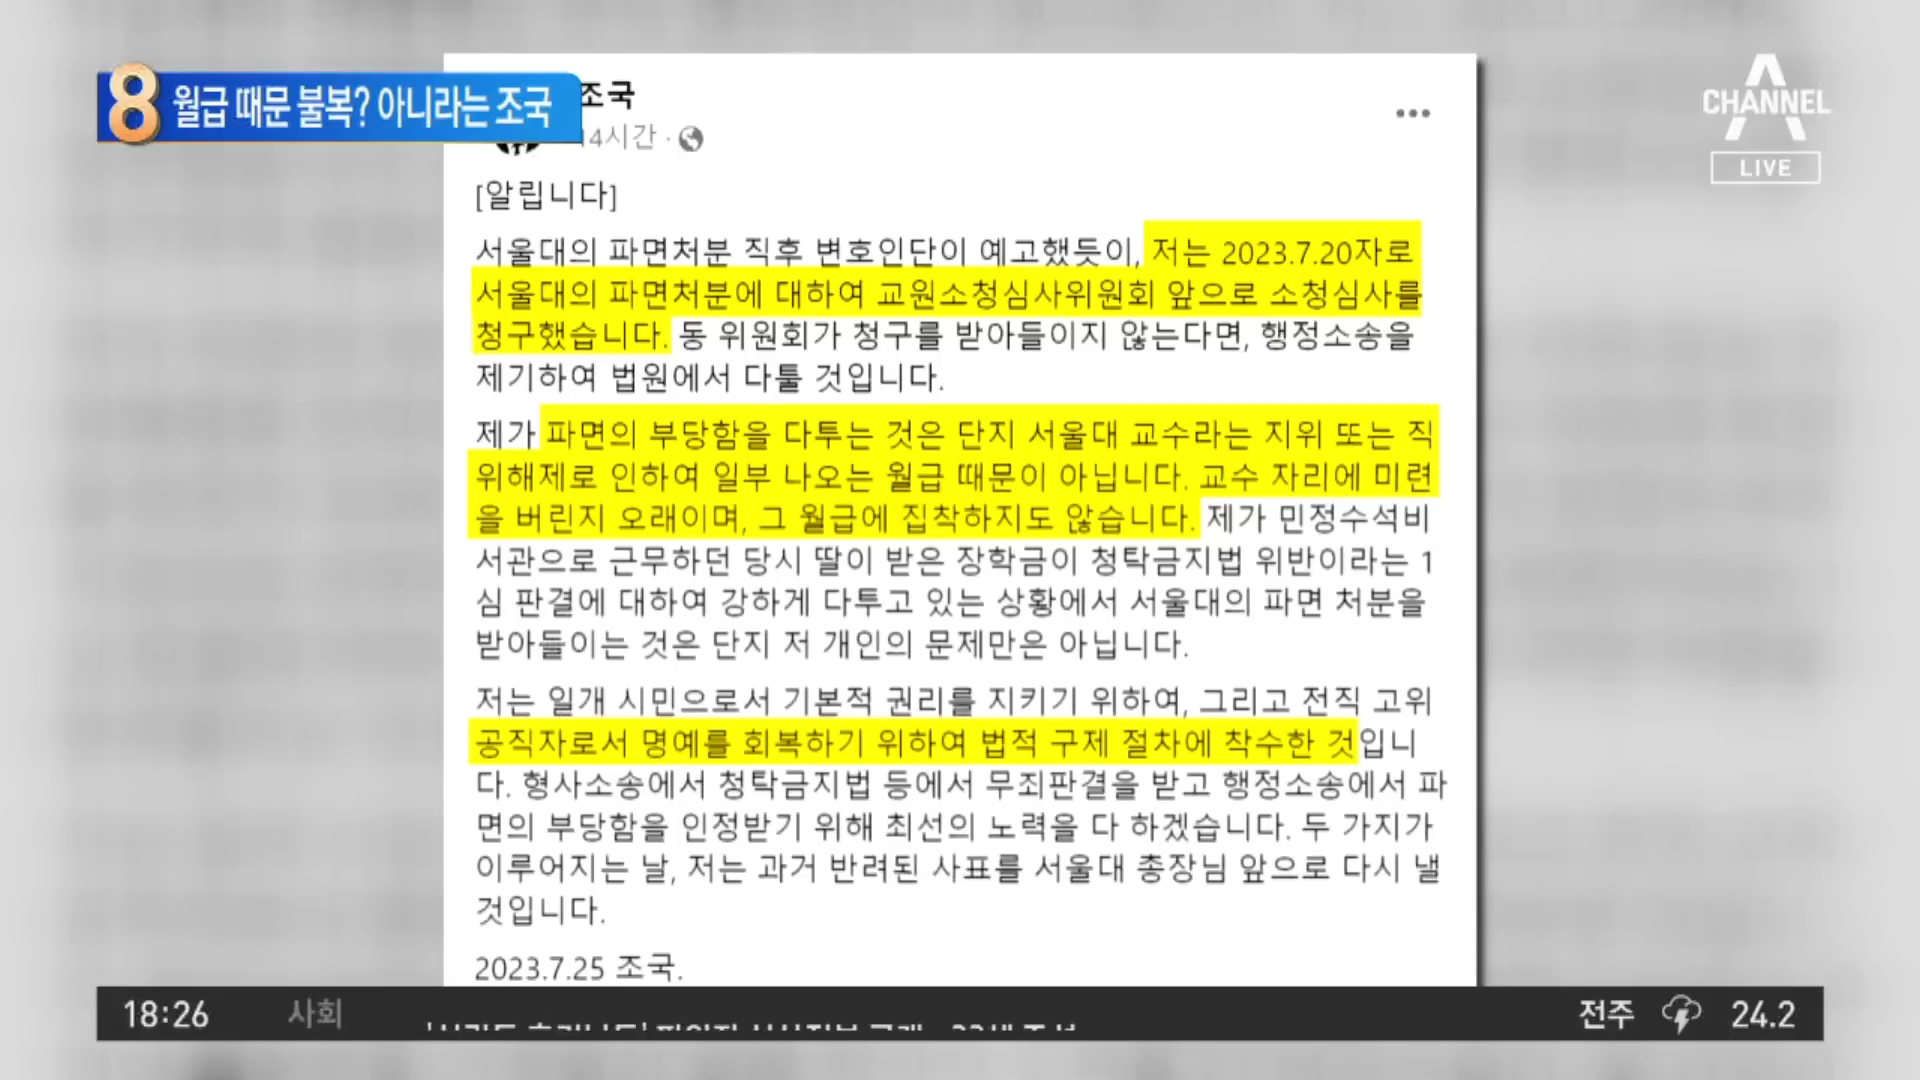 8 월급 때문 불복? 아니라는 조국
CHANNEL A
LIVE
조국
14시간 ·
[알립니다]
서울대의 파면처분 직후 변호인단이 예고했듯이, 저는 2023.7.20자로
서울대의 파면처분에 대하여 교원소청심사위원회 앞으로 소청심사를
청구했습니다. 동 위원회가 청구를 받아들이지 않는다면, 행정소송을
제기하여 법원에서 다툴 것입니다.
제가 파면의 부당함을 다투는 것은 단지 서울대 교수라는 지위 또는 직
위해제로 인하여 일부 나오는 월급 때문이 아닙니다. 교수 자리에 미련
을 버린지 오래이며, 그 월급에 집착하지도 않습니다. 제가 민정수석비
서관으로 근무하던 당시 딸이 받은 장학금이 청탁금지법 위반이라는 1
심 판결에 대하여 강하게 다투고 있는 상황에서 서울대의 파면 처분을
받아들이는 것은 단지 저 개인의 문제만은 아닙니다.
저는 일개 시민으로서 기본적 권리를 지키기 위하여, 그리고 전직 고위
공직자로서 명예를 회복하기 위하여 법적 구제 절차에 착수한 것입니
다. 형사소송에서 청탁금지법 등에서 무죄판결을 받고 행정소송에서 파
면의 부당함을 인정받기 위해 최선의 노력을 다 하겠습니다. 두 가지가
이루어지는 날, 저는 과거 반려된 사표를 서울대 총장님 앞으로 다시 낼
것입니다.
2023.7.25 조국.
18:26 사회
전주 24.2